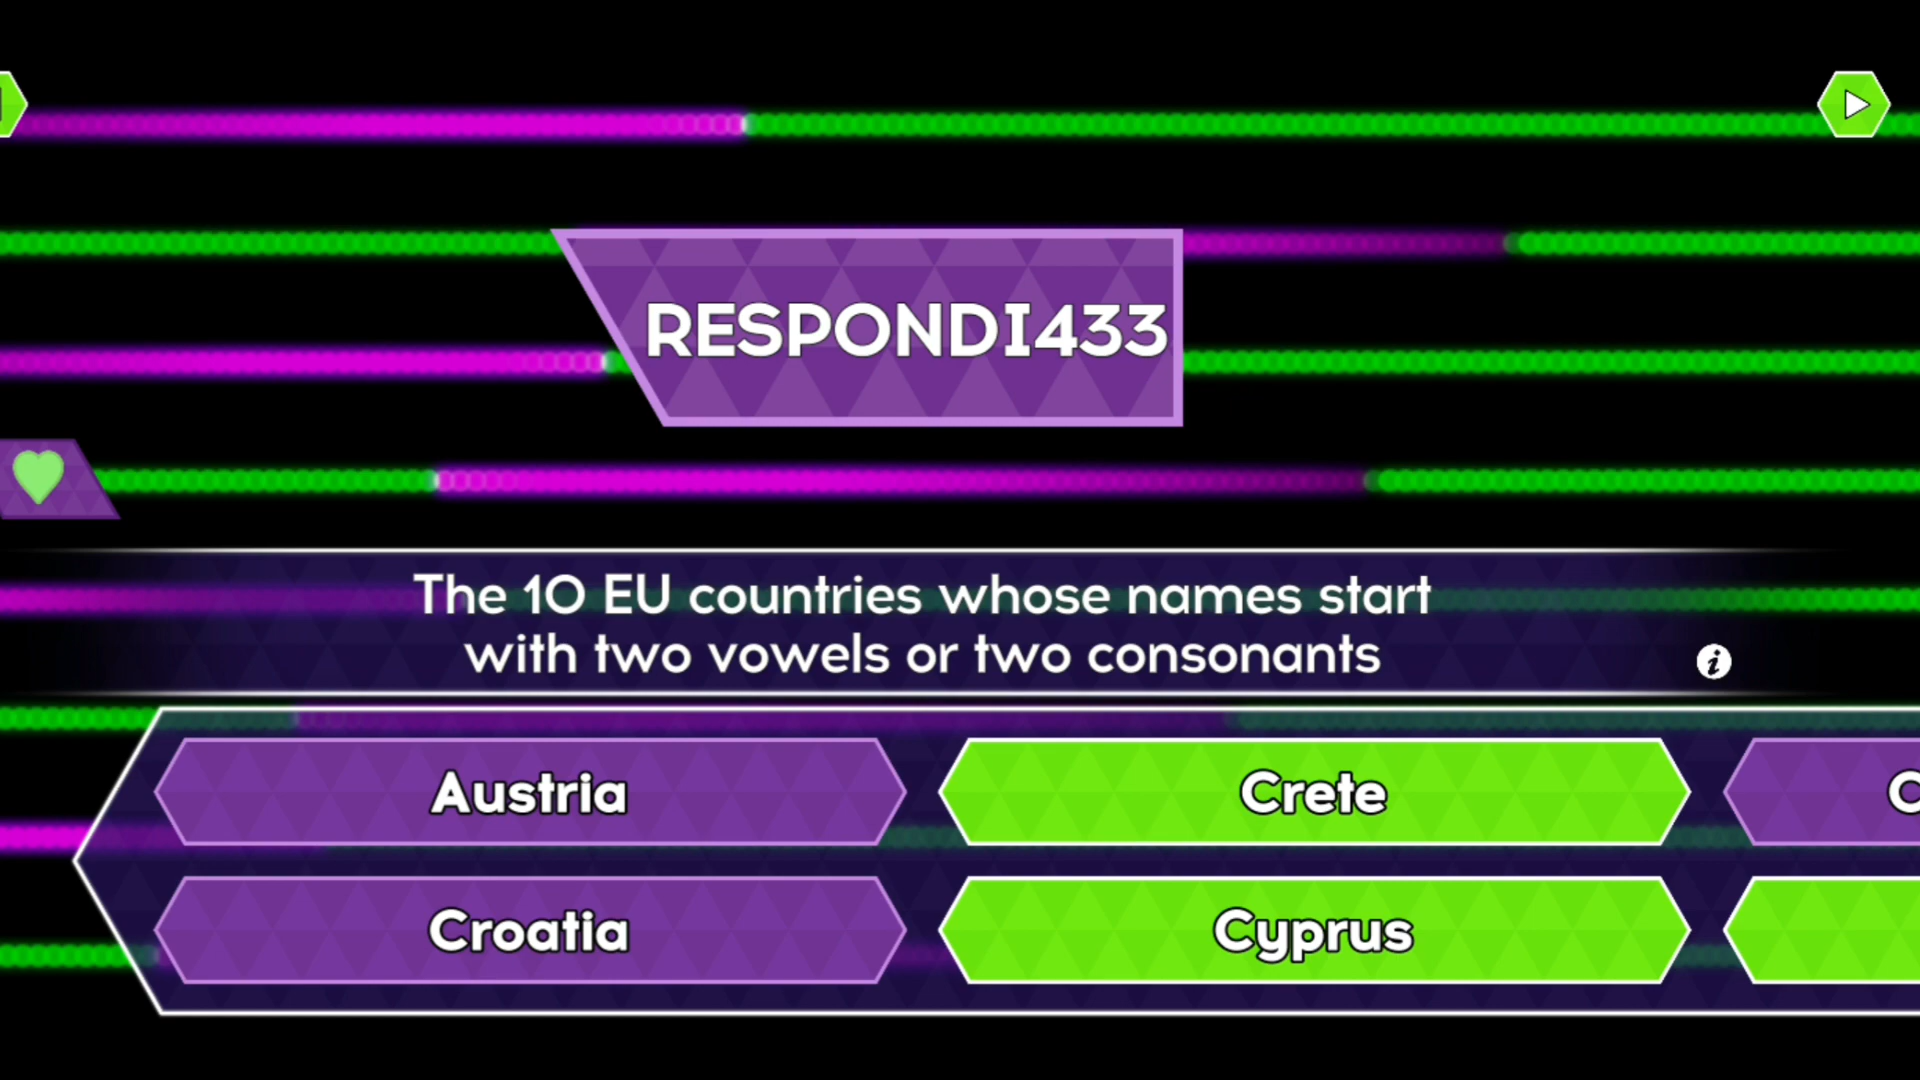 RESPONDI433
The 10 EU countries whose names start
with two vowels or two consonants
i
Austria
Crete
Croatia
Cyprus